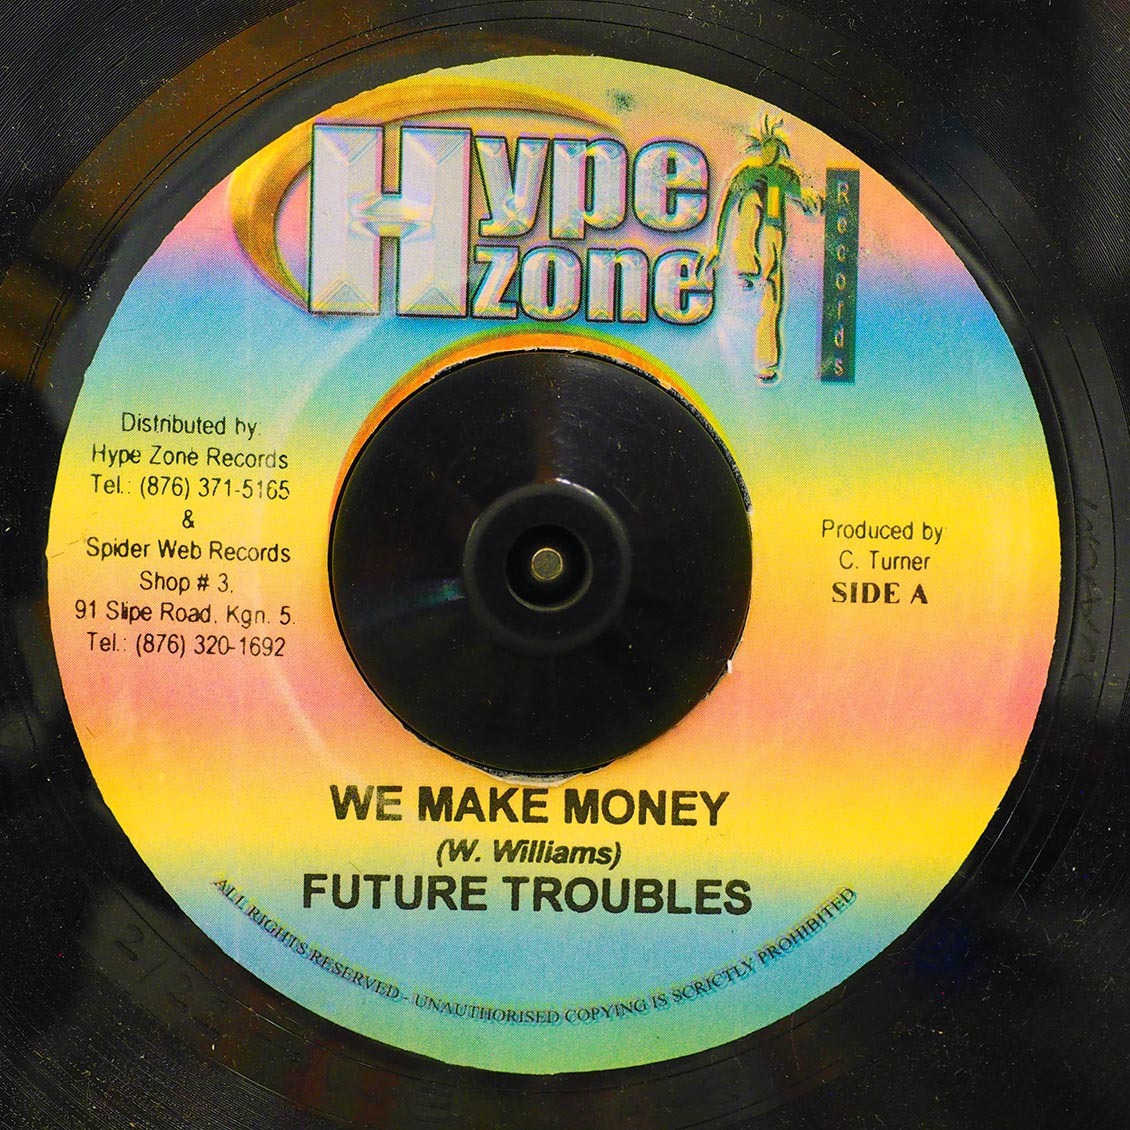 Hype
zone
Records
Distributed by:
Hype Zone Records
Tel.: (876) 371-5165
&
Spider Web Records
Shop # 3,
91 Slipe Road, Kgn. 5.
Tel.: (876) 320-1692
Produced by:
C. Turner
SIDE A
WE MAKE MONEY
(W. Williams)
FUTURE TROUBLES
ALL RIGHTS RESERVED - UNAUTHORISED COPYING IS SCRICTLY PROHIBITED